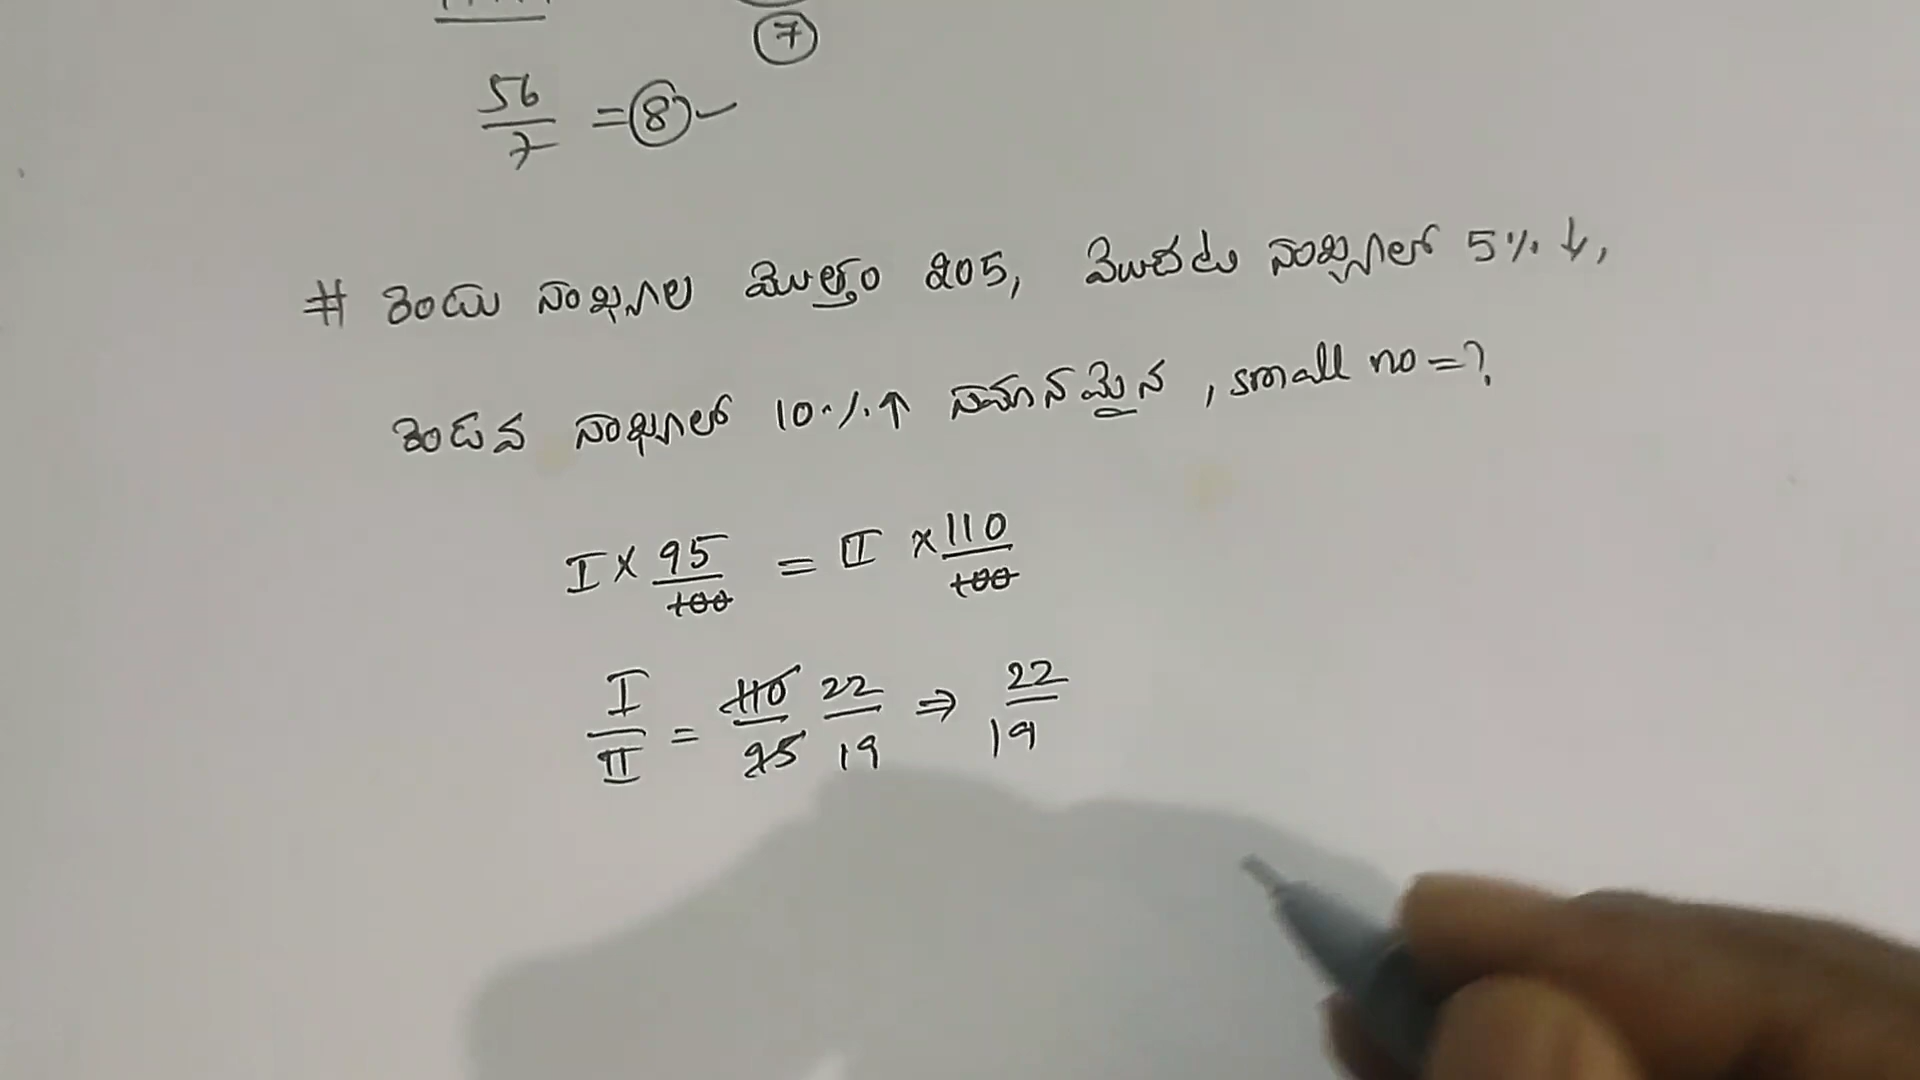 7
56/7 = 8
# రెండు సంఖ్యల మొత్తం 205, మొదటు సంఖ్యలో 5% ↓,
రెండవ సంఖ్యలో 10% ↑ సమానమైన, small no = ?
I × 95/100 = II × 110/100
I/II = 110/95 22/19 ⇒ 22/19